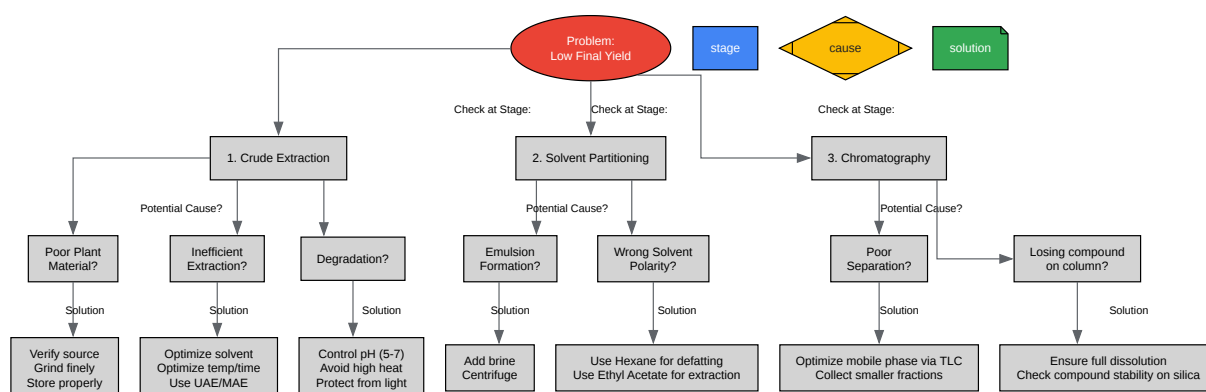 Problem:
Low Final Yield
stage
cause
solution
Check at Stage:
Check at Stage:
Check at Stage:
1. Crude Extraction
2. Solvent Partitioning
3. Chromatography
Potential Cause?
Potential Cause?
Potential Cause?
Poor Plant
Material?
Inefficient
Extraction?
Degradation?
Emulsion
Formation?
Wrong Solvent
Polarity?
Poor
Separation?
Losing compound
on column?
Solution
Solution
Solution
Solution
Solution
Solution
Solution
Verify source
Grind finely
Store properly
Optimize solvent
Optimize temp/time
Use UAE/MAE
Control pH (5-7)
Avoid high heat
Protect from light
Add brine
Centrifuge
Use Hexane for defatting
Use Ethyl Acetate for extraction
Optimize mobile phase via TLC
Collect smaller fractions
Ensure full dissolution
Check compound stability on silica